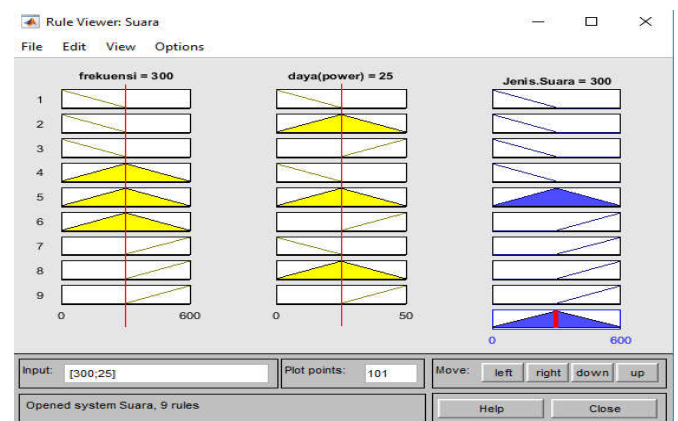 Rule Viewer: Suara
File Edit View Options
frekuensi = 300 daya(power) = 25 Jenis.Suara = 300
1
2
3
4
5
6
7
8
9
0 600 0 50
0 600
Input: [300;25] Plot points: 101 Move: left right down up
Opened system Suara, 9 rules Help Close